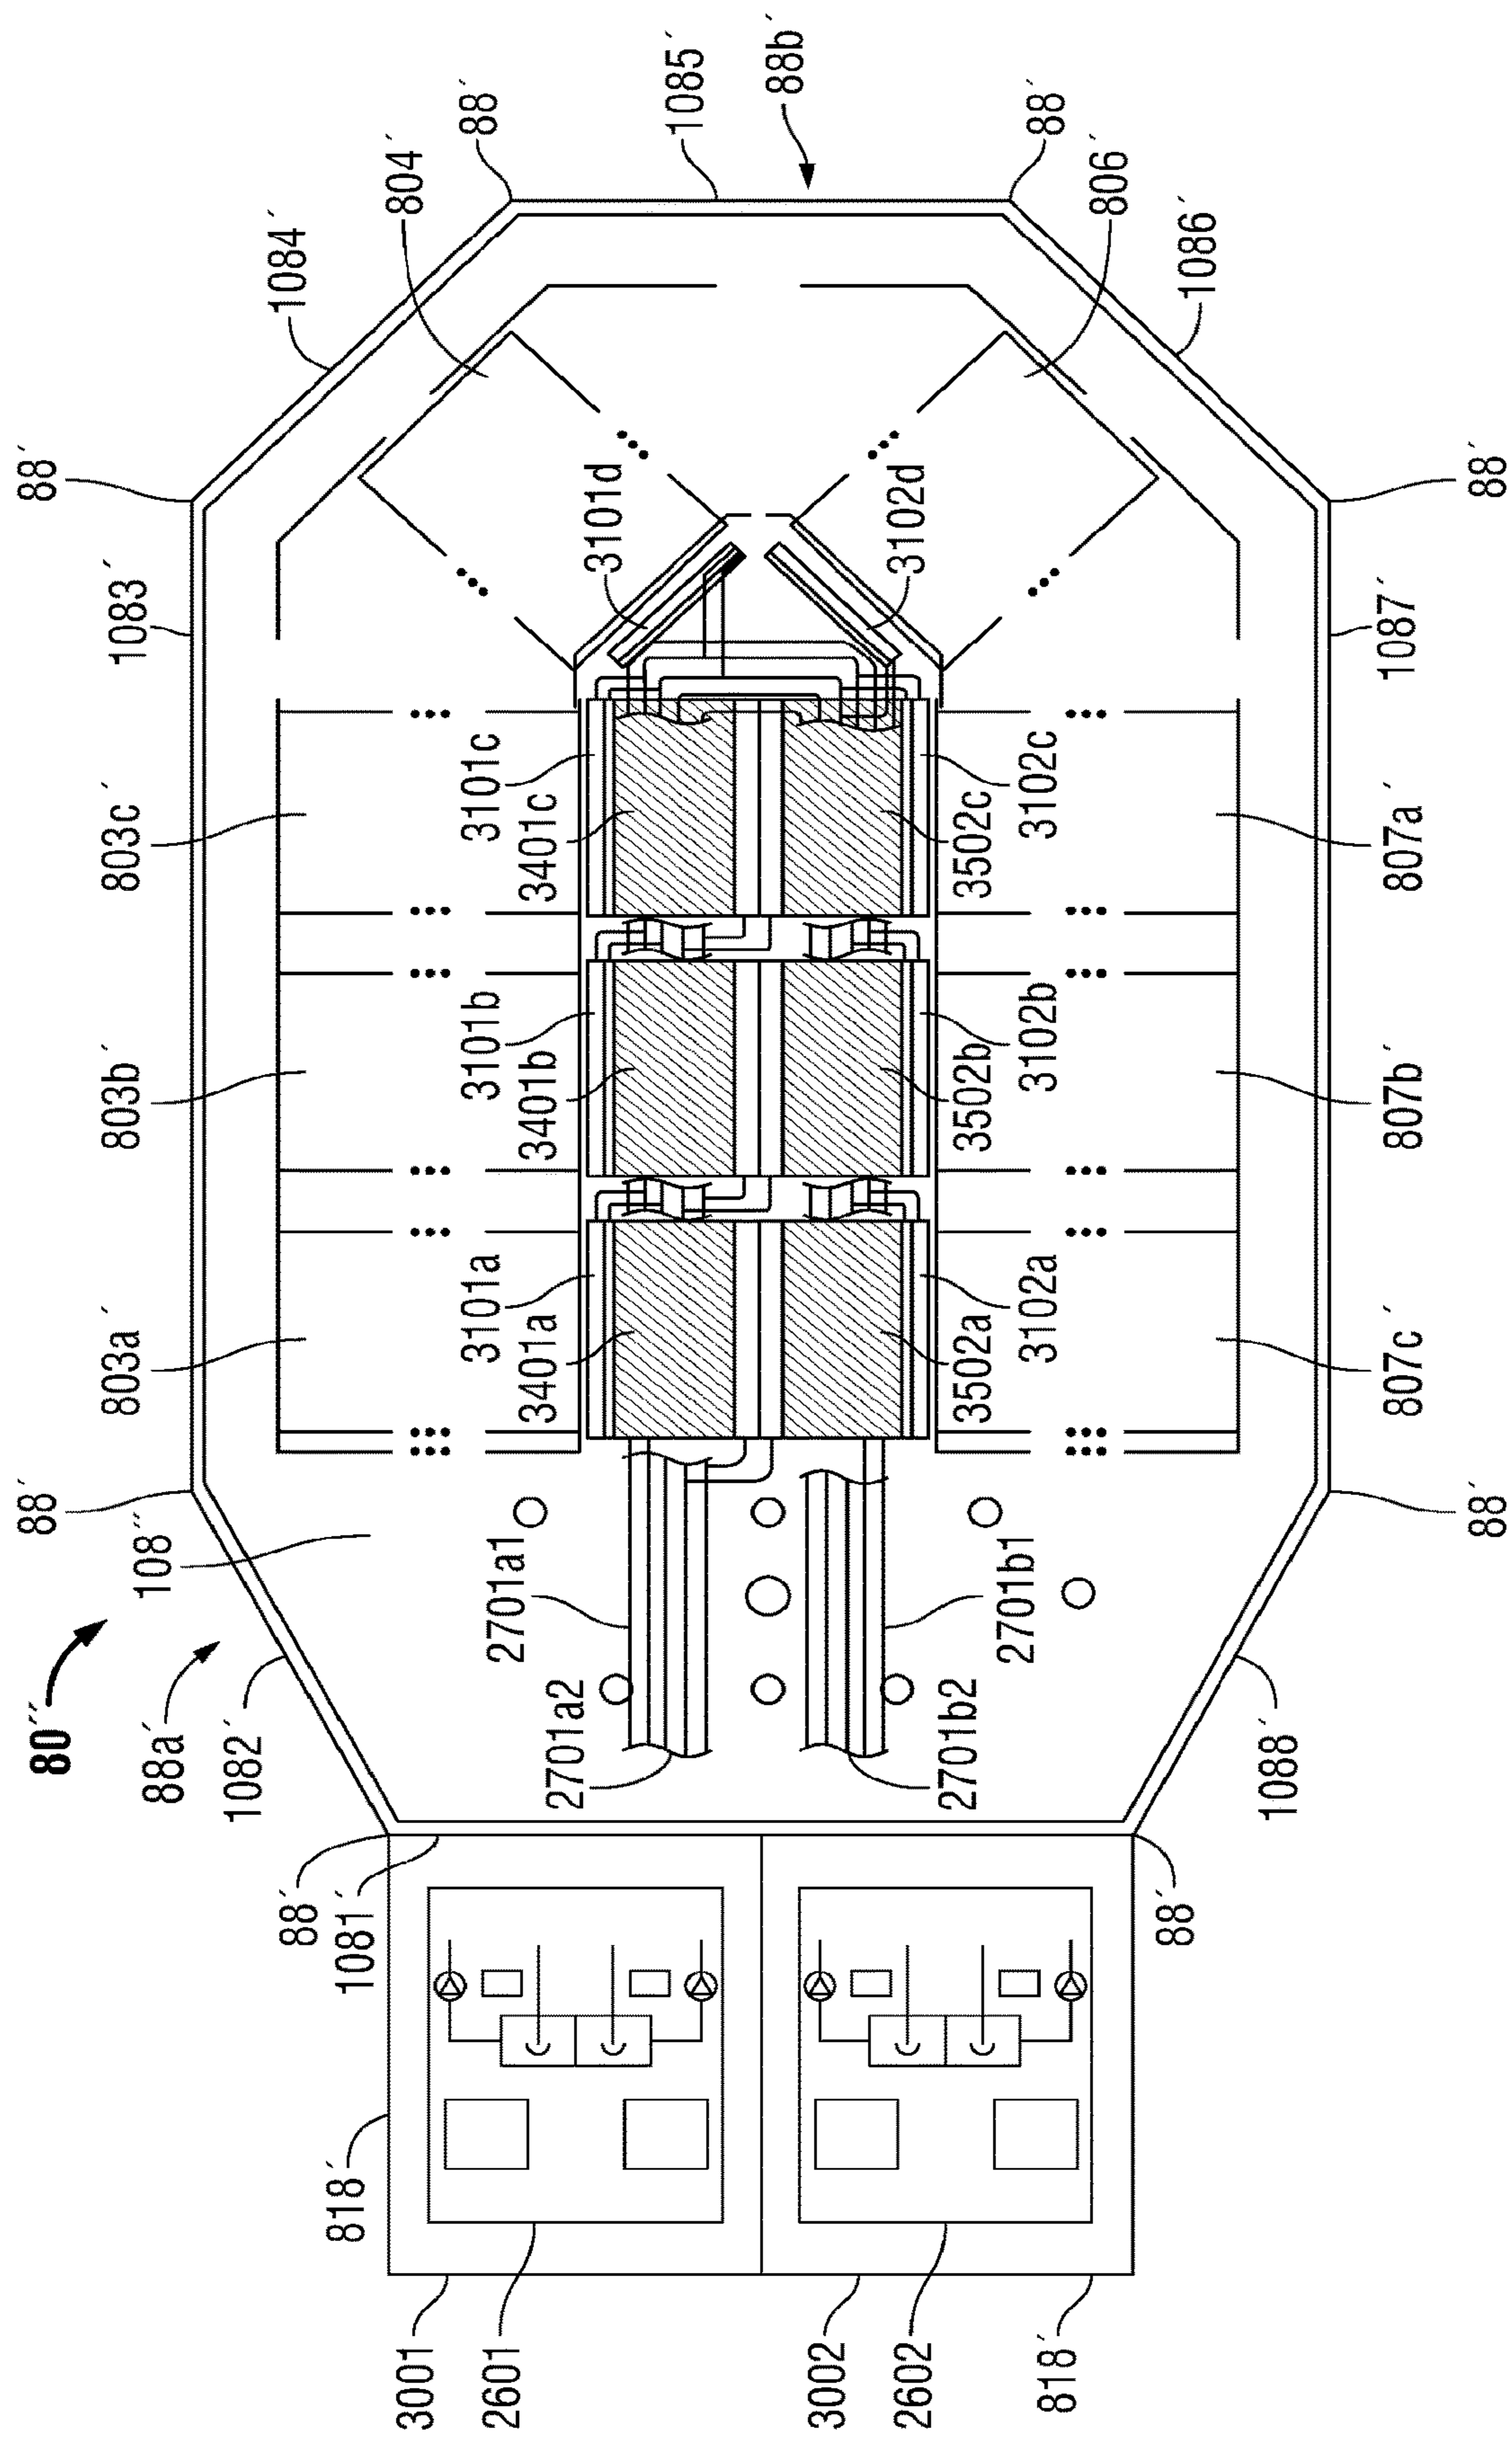 88´ 88´
80´´
803a´ 803b´ 803c´ 1083´
88a´ 108´´
1082´
88´ 1084´
818´ 1081´
3001 804´
3101a 3101b 3101c 88´
2601 2701a1
3401a 3401b 3401c
2701a2
3101d
1085´
88b´
3002
2602 3102d
2701b2 3502a 3502b 3502c
2701b1 3102a 3102b 3102c 88´
818´
806´
88´ 1086´
1088´
807c´ 807b´ 807a´ 1087´
88´ 88´